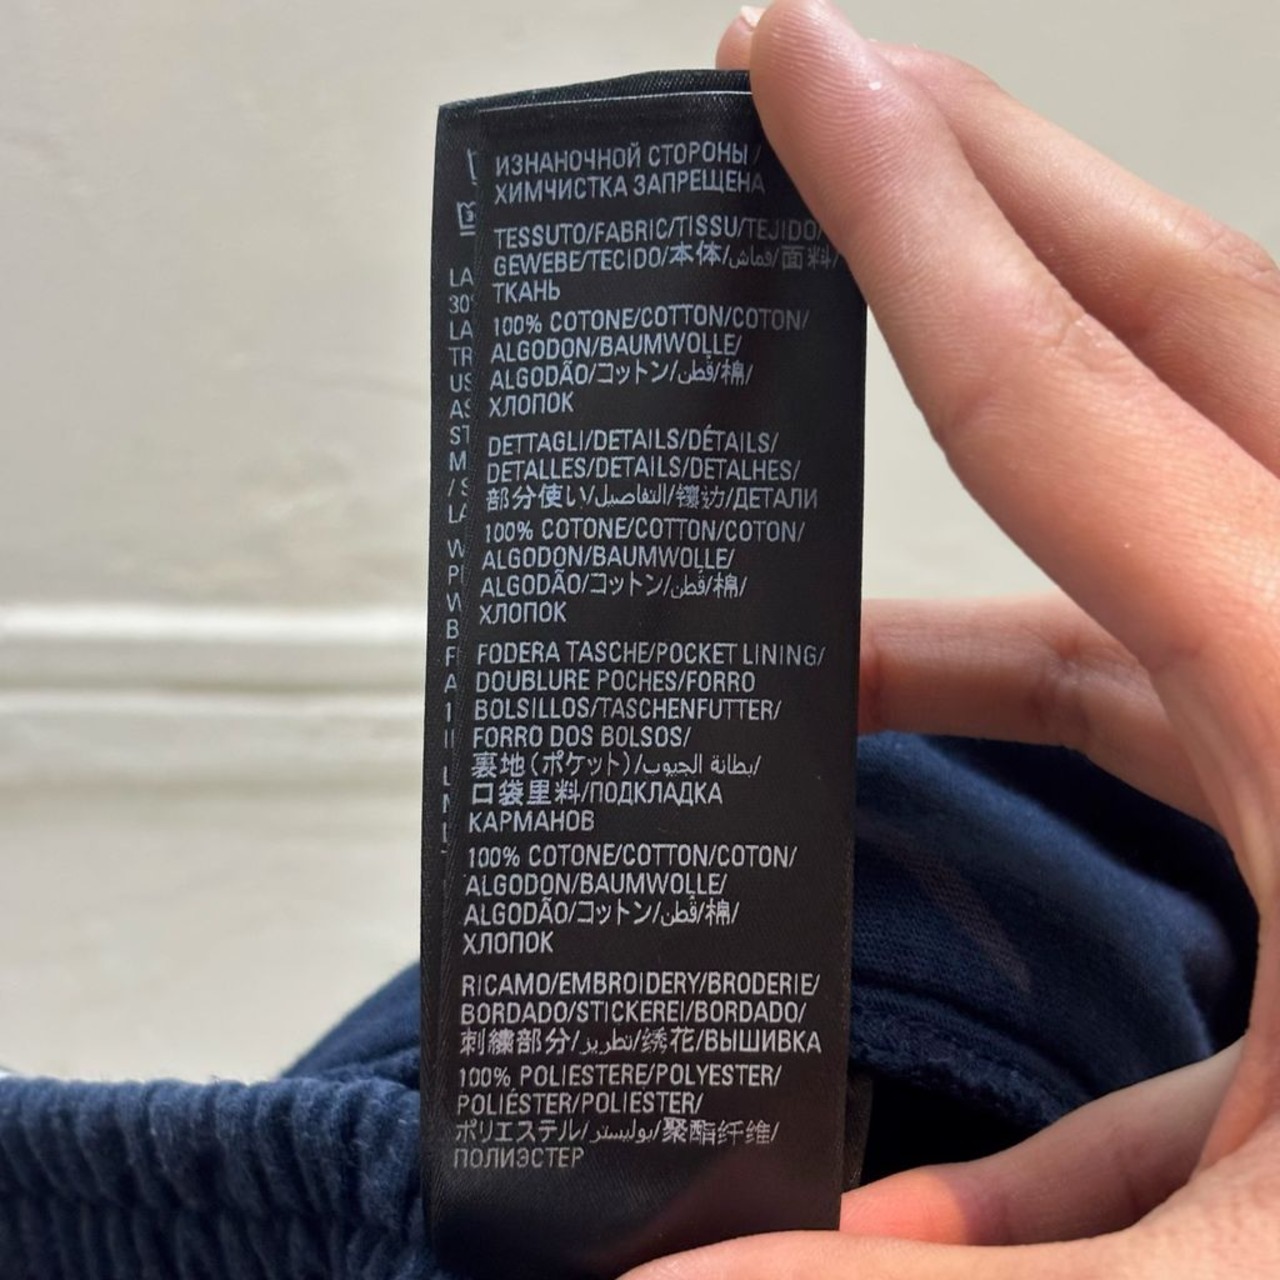 ИЗНАНОЧНОЙ СТОРОНЫ /
ХИМЧИСТКА ЗАПРЕЩЕНА
TESSUTO/FABRIC/TISSU/TEJIDO/
GEWEBE/TECIDO/本体/قماش/面料/
ТКАНЬ
100% COTONE/COTTON/COTON/
ALGODON/BAUMWOLLE/
ALGODÃO/コットン/قطن/棉/
ХЛОПОК
DETTAGLI/DETAILS/DÉTAILS/
DETALLES/DETAILS/DETALHES/
部分使い/التفاصيل/镶边/ДЕТАЛИ
100% COTONE/COTTON/COTON/
ALGODON/BAUMWOLLE/
ALGODÃO/コットン/قطن/棉/
ХЛОПОК
FODERA TASCHE/POCKET LINING/
DOUBLURE POCHES/FORRO
BOLSILLOS/TASCHENFUTTER/
FORRO DOS BOLSOS/
裏地(ポケット)/بطانة الجيوب/
口袋里料/ПОДКЛАДКА
КАРМАНОВ
100% COTONE/COTTON/COTON/
ALGODON/BAUMWOLLE/
ALGODÃO/コットン/قطن/棉/
ХЛОПОК
RICAMO/EMBROIDERY/BRODERIE/
BORDADO/STICKEREI/BORDADO/
刺繍部分/تطريز/绣花/ВЫШИВКА
100% POLIESTERE/POLYESTER/
POLIÉSTER/POLIESTER/
ポリエステル/بوليستر/聚酯纤维/
ПОЛИЭСТЕР